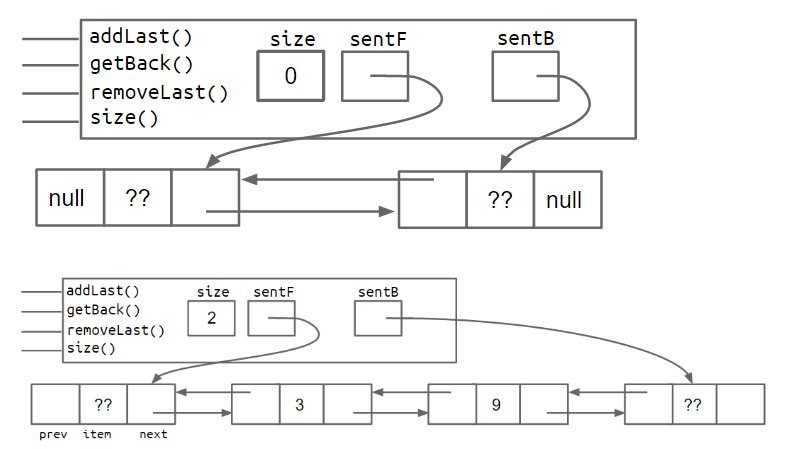 addLast() size sentF sentB
getBack() 0
removeLast()
size()
null ?? ?? null
addLast() size sentF sentB
getBack() 2
removeLast()
size()
?? 3 9 ??
prev item next